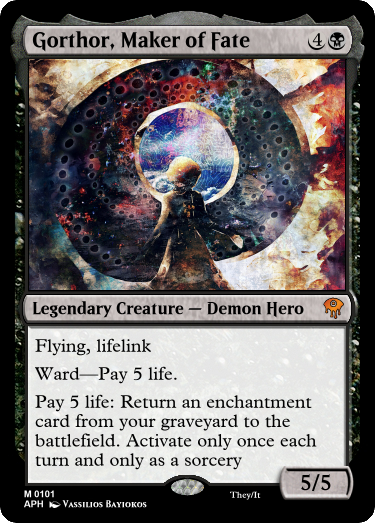 Gorthor, Maker of Fate 4
Legendary Creature — Demon Hero
Flying, lifelink
Ward—Pay 5 life.
Pay 5 life: Return an enchantment
card from your graveyard to the
battlefield. Activate only once each
turn and only as a sorcery
5/5
M 0101
They/It
APH Vassilios Bayiokos